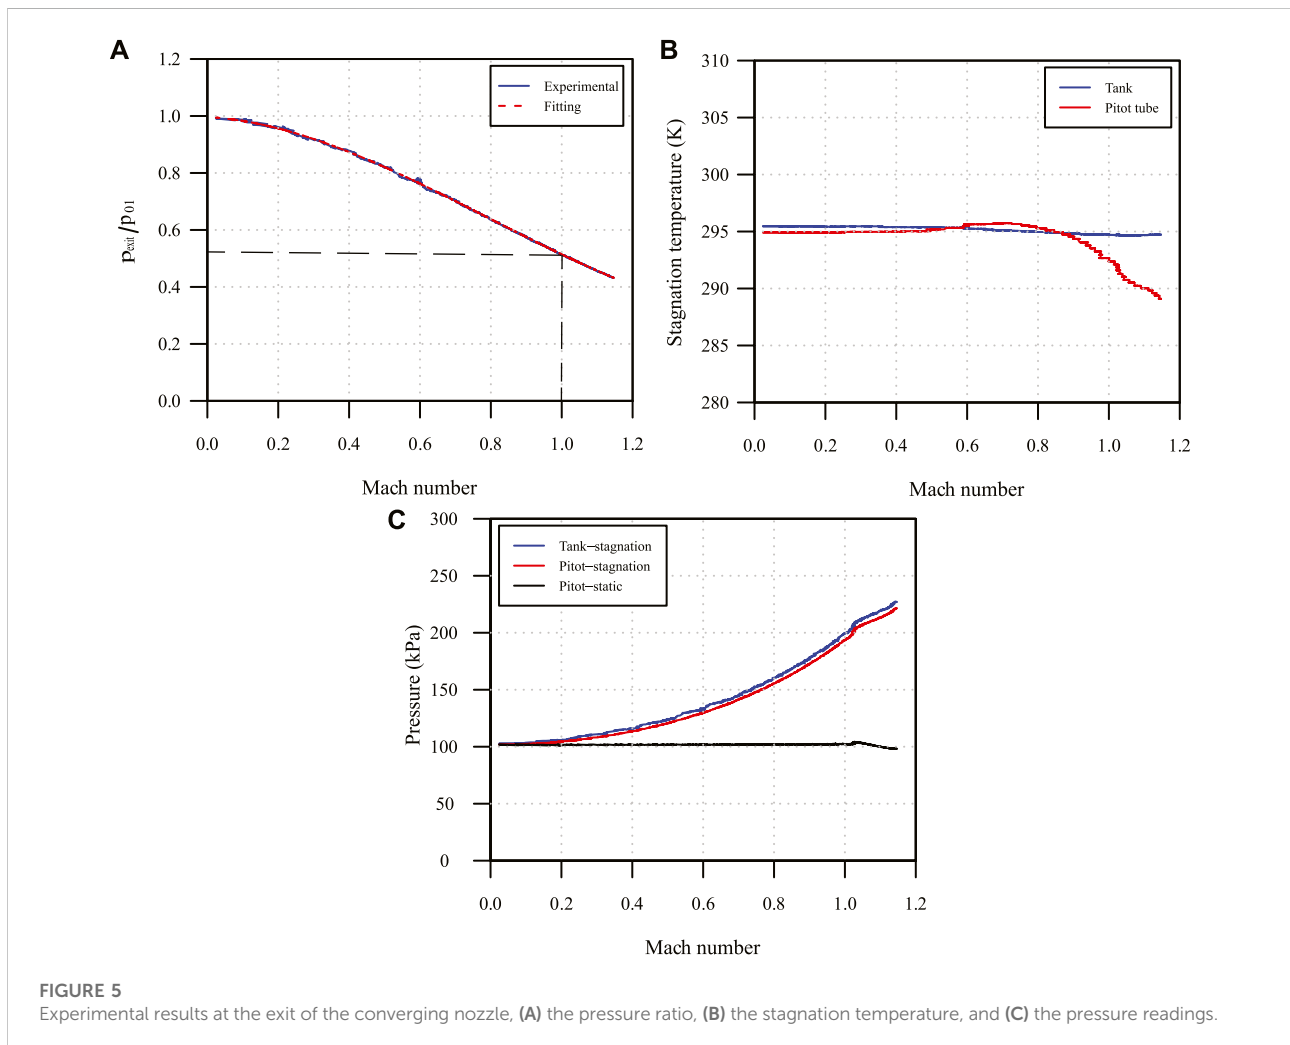 A
1.2
1.0
0.8
0.6
0.4
0.2
0.0
Pexit/P01
Experimental
Fitting
0.0 0.2 0.4 0.6 0.8 1.0 1.2
Mach number
B
310
305
300
295
290
285
280
Stagnation temperature (K)
Tank
Pitot tube
0.0 0.2 0.4 0.6 0.8 1.0 1.2
Mach number
C
300
250
200
150
100
50
0
Pressure (kPa)
Tank−stagnation
Pitot−stagnation
Pitot−static
0.0 0.2 0.4 0.6 0.8 1.0 1.2
Mach number
FIGURE 5
Experimental results at the exit of the converging nozzle, (A) the pressure ratio, (B) the stagnation temperature, and (C) the pressure readings.